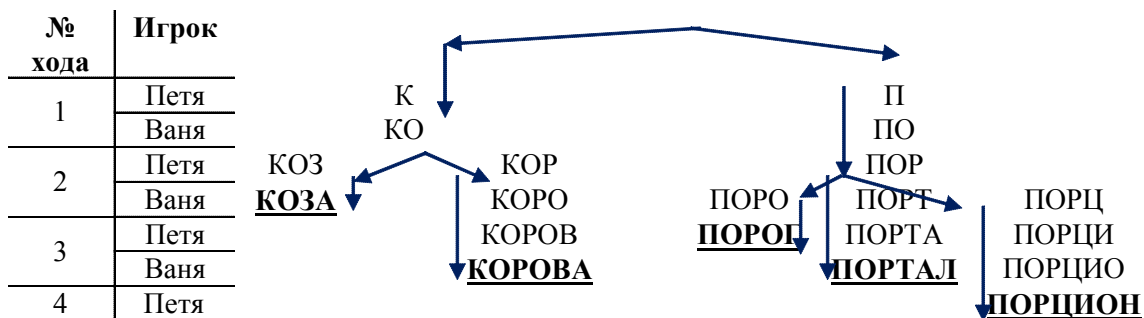 № хода Игрок
1 Петя К П
Ваня КО ПО
2 Петя КОЗ КОР ПОР
Ваня КОЗА КОРО ПОРО ПОРТ ПОРЦ
3 Петя КОРОВ ПОРОГ ПОРТА ПОРЦИ
Ваня КОРОВА ПОРТАЛ ПОРЦИО
4 Петя ПОРЦИОН